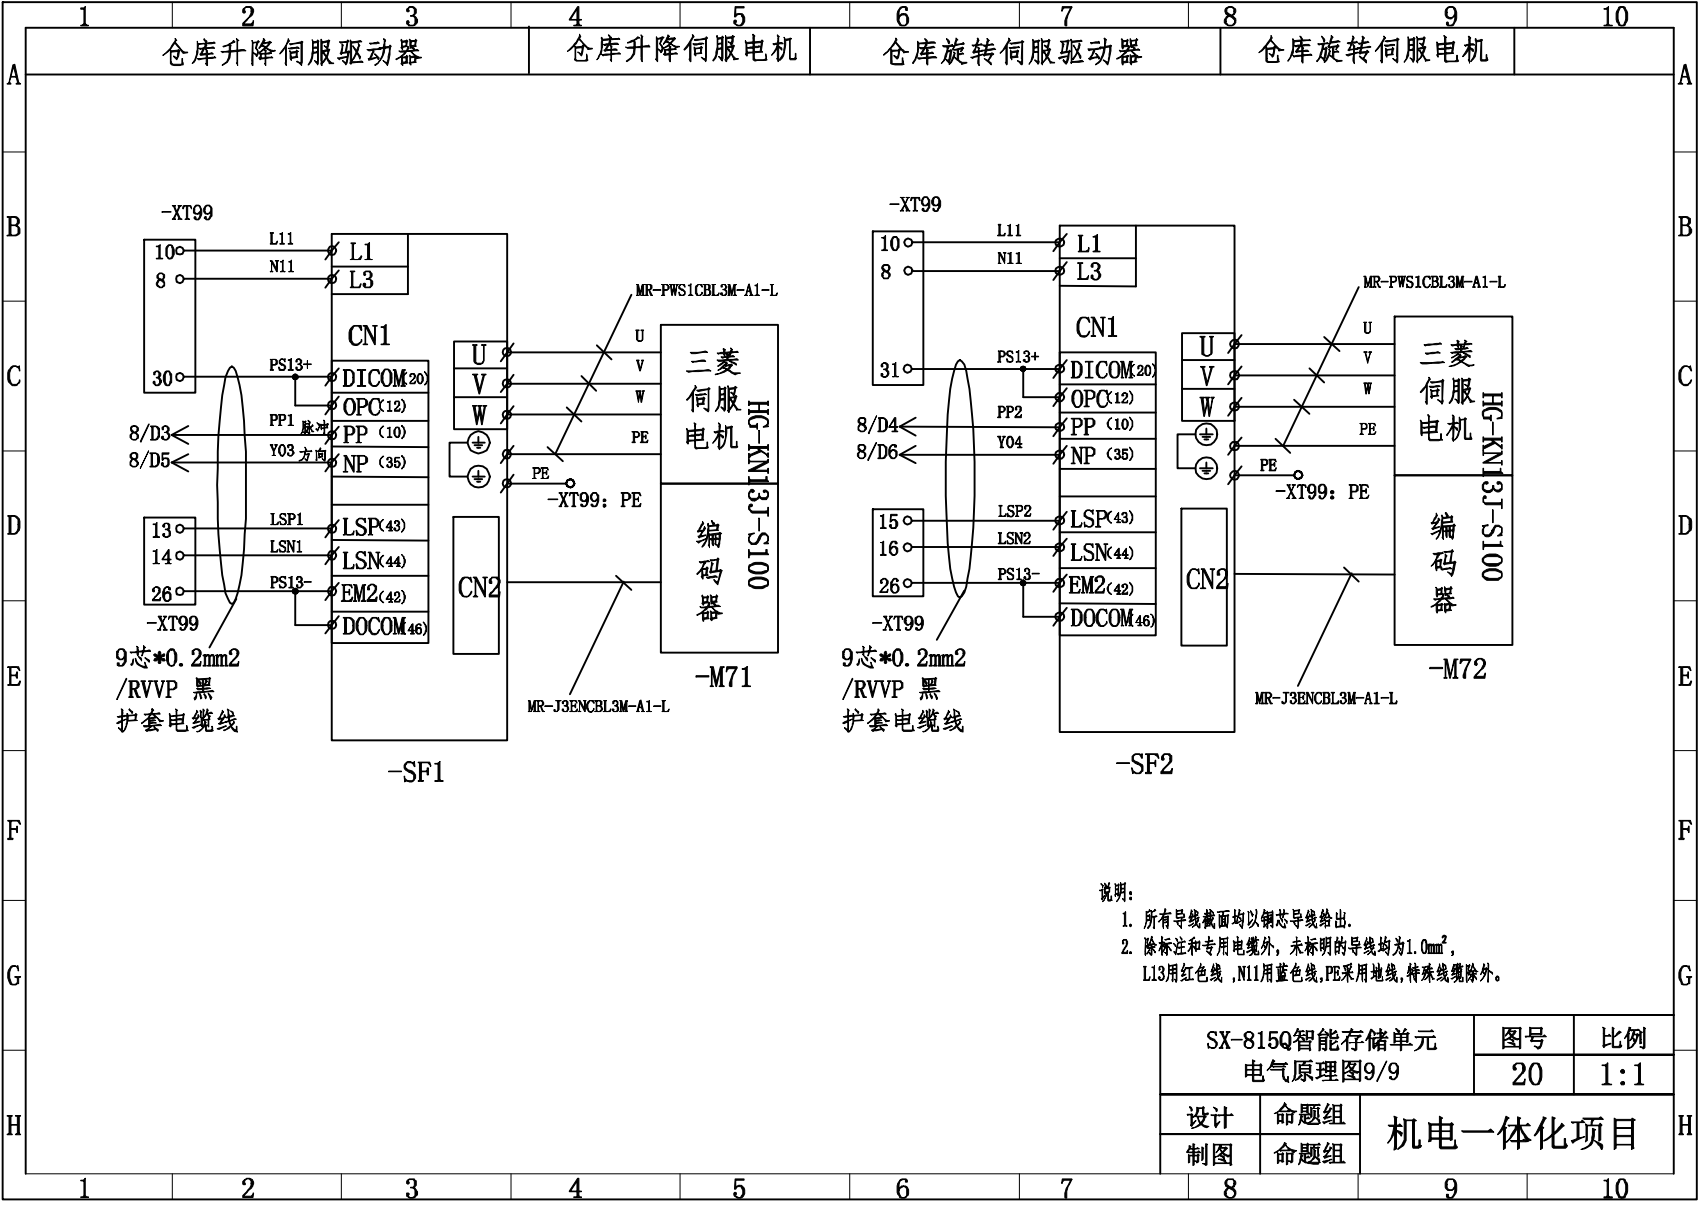 1 2 3 4 5 6 7 8 9 10
仓库升降伺服驱动器 仓库升降伺服电机 仓库旋转伺服驱动器 仓库旋转伺服电机
A A
B B
C C
D D
E E
F F
G G
H H
-XT99
10 L11 L1
8 N11 L3
CN1
30 PS13+ DICOM(20)
OPC(12)
8/D3 PP1 脉冲 PP (10)
8/D5 Y03 方向 NP (35)
13 LSP1 LSP(43)
14 LSN1 LSN(44)
26 PS13- EM2(42)
-XT99 DOCOM(46)
9芯*0.2mm2
/RVVP 黑
护套电缆线
-SF1
U
V
W
CN2
MR-PWS1CBL3M-A1-L
U
V
W
PE
PE
-XT99: PE
MR-J3ENCBL3M-A1-L
三菱
伺服
电机
HG-KN13J-S100
编
码
器
-M71
-XT99
10 L11 L1
8 N11 L3
CN1
31 PS13+ DICOM(20)
OPC(12)
8/D4 PP2 PP (10)
8/D6 Y04 NP (35)
15 LSP2 LSP(43)
16 LSN2 LSN(44)
26 PS13- EM2(42)
-XT99 DOCOM(46)
9芯*0.2mm2
/RVVP 黑
护套电缆线
-SF2
U
V
W
CN2
MR-PWS1CBL3M-A1-L
U
V
W
PE
PE
-XT99: PE
MR-J3ENCBL3M-A1-L
三菱
伺服
电机
HG-KN13J-S100
编
码
器
-M72
说明:
1. 所有导线截面均以铜芯导线给出.
2. 除标注和专用电缆外, 未标明的导线均为1.0mm²,
L13用红色线 ,N11用蓝色线,PE采用地线,特殊线缆除外。
SX-815Q智能存储单元
电气原理图9/9
图号 比例
20 1:1
设计 命题组
制图 命题组
机电一体化项目
1 2 3 4 5 6 7 8 9 10